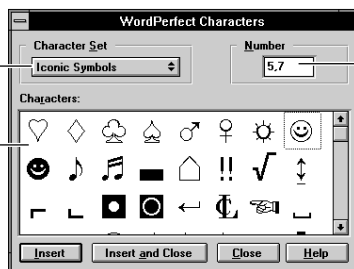 WordPerfect Characters
Character Set
Number
Iconic Symbols
5,7
Characters:
♡ ♢ ♧ ♤ ♂ ♀ ☼ ☺
☻ ♪ ♬ ▬ ⌂ ‼ √ ↨
⌐ ∟ ◘ ◙ ↵ ℄ ☜ ⎵
Insert
Insert and Close
Close
Help